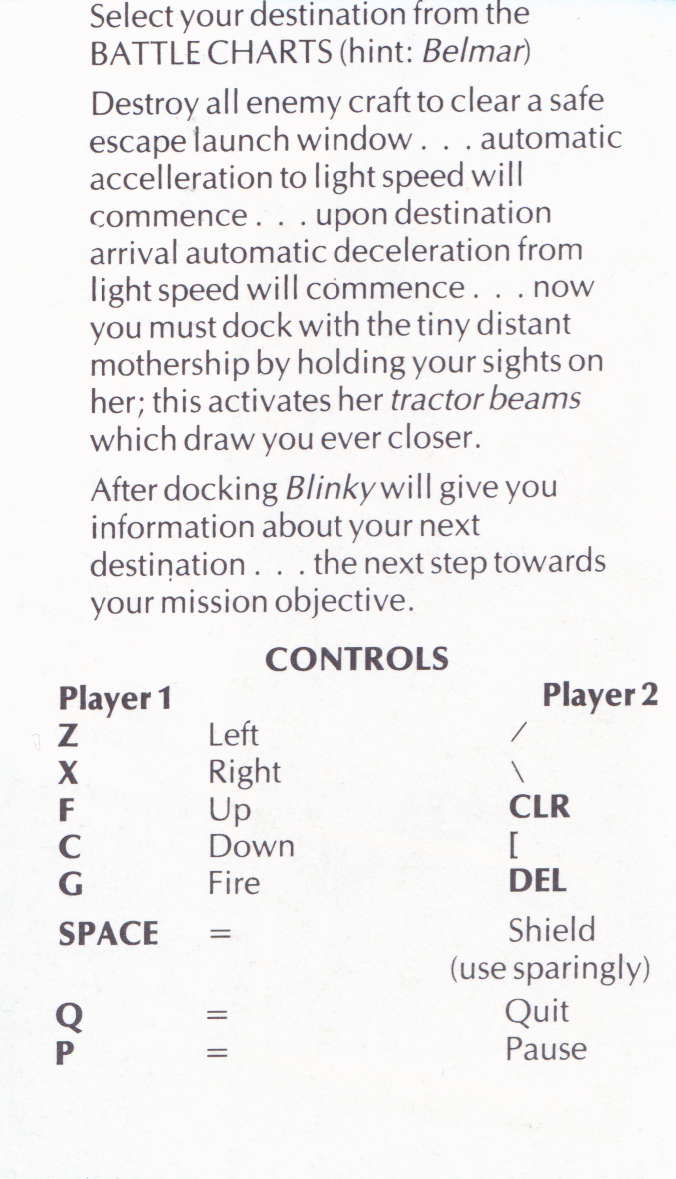 Select your destination from the
BATTLE CHARTS (hint: Belmar)
Destroy all enemy craft to clear a safe
escape launch window . . . automatic
accelleration to light speed will
commence . . . upon destination
arrival automatic deceleration from
light speed will commence . . . now
you must dock with the tiny distant
mothership by holding your sights on
her; this activates her tractor beams
which draw you ever closer.
After docking Blinky will give you
information about your next
destination . . . the next step towards
your mission objective.
CONTROLS
Player 1 Player 2
Z Left /
X Right \
F Up CLR
C Down [
G Fire DEL
SPACE = Shield
(use sparingly)
Q = Quit
P = Pause